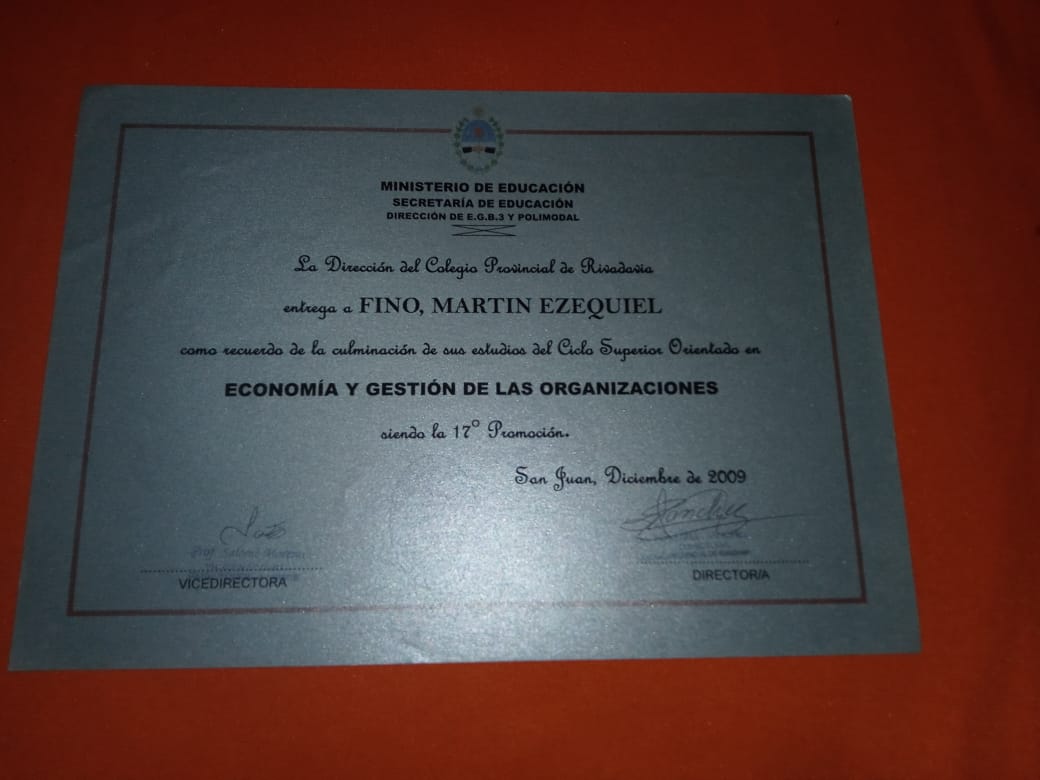 MINISTERIO DE EDUCACIÓN
SECRETARÍA DE EDUCACIÓN
DIRECCIÓN DE E.G.B.3 Y POLIMODAL
La Dirección del Colegio Provincial de Rivadavia
entrega a FINO, MARTIN EZEQUIEL
como recuerdo de la culminación de sus estudios del Ciclo Superior Orientado en
ECONOMÍA Y GESTIÓN DE LAS ORGANIZACIONES
siendo la 17° Promoción.
San Juan, Diciembre de 2009
Prof.
VICEDIRECTORA
DIRECTOR/A